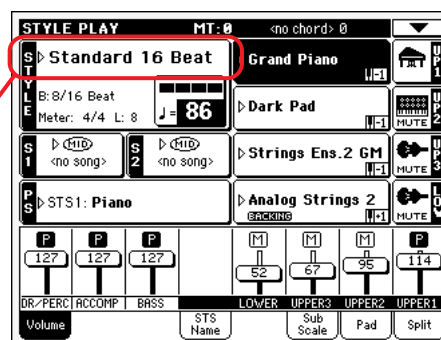 STYLE PLAY MT:0 <no chord> 0
STYLE
Standard 16 Beat
B:8/16 Beat
Meter: 4/4 L: 8
♩= 86
Grand Piano
-1
UP1
Dark Pad
MUTE
UP2
S1
MID
<no song>
S2
MID
<no song>
Strings Ens.2 GM
-1
MUTE
UP3
PS
STS1: Piano
Analog Strings 2
BACKING
+1
MUTE
LOW
P P P M M M P
127 127 127 52 67 95 114
DR/PERC ACCOMP BASS LOWER UPPER3 UPPER2 UPPER1
Volume
STS Name
Sub Scale
Pad
Split